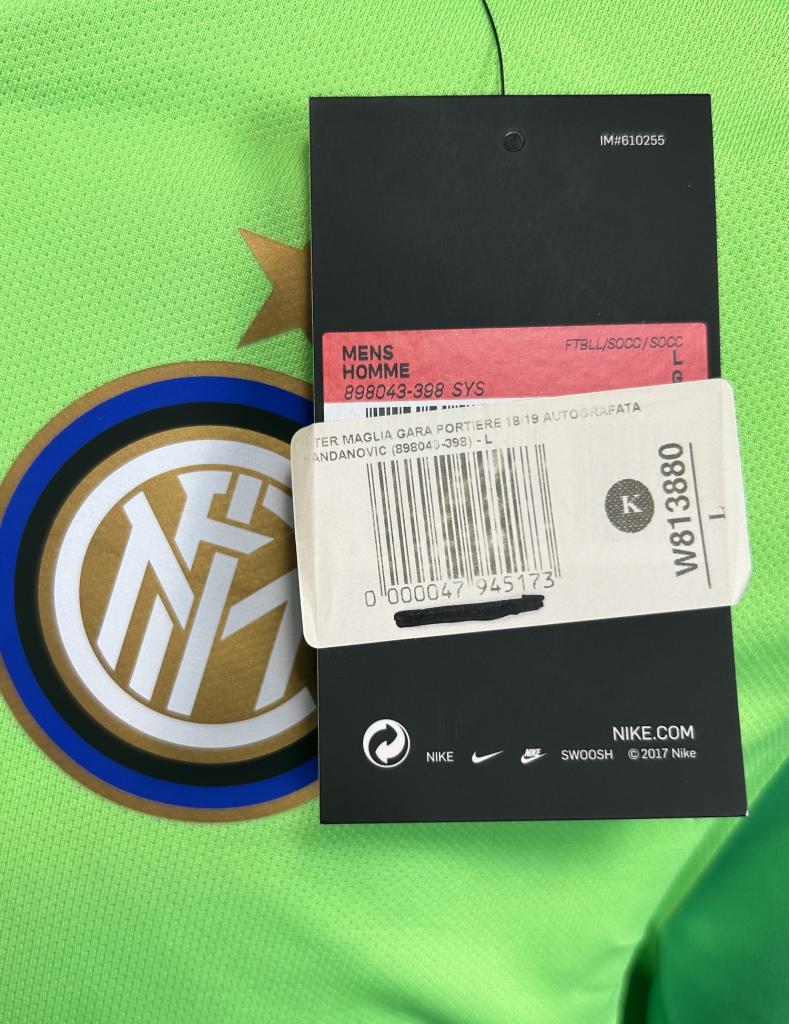 IM#610255
FTBLL/SOCC/SOCC
MENS
HOMME
898043-398 SYS
L
MAGLIA GARA PORTIERE 18/19 AUTOGRAFATA
(898043-398) - L
K
W813880
L
0 000047 945173
NIKE.COM
NIKE NIKE SWOOSH © 2017 Nike